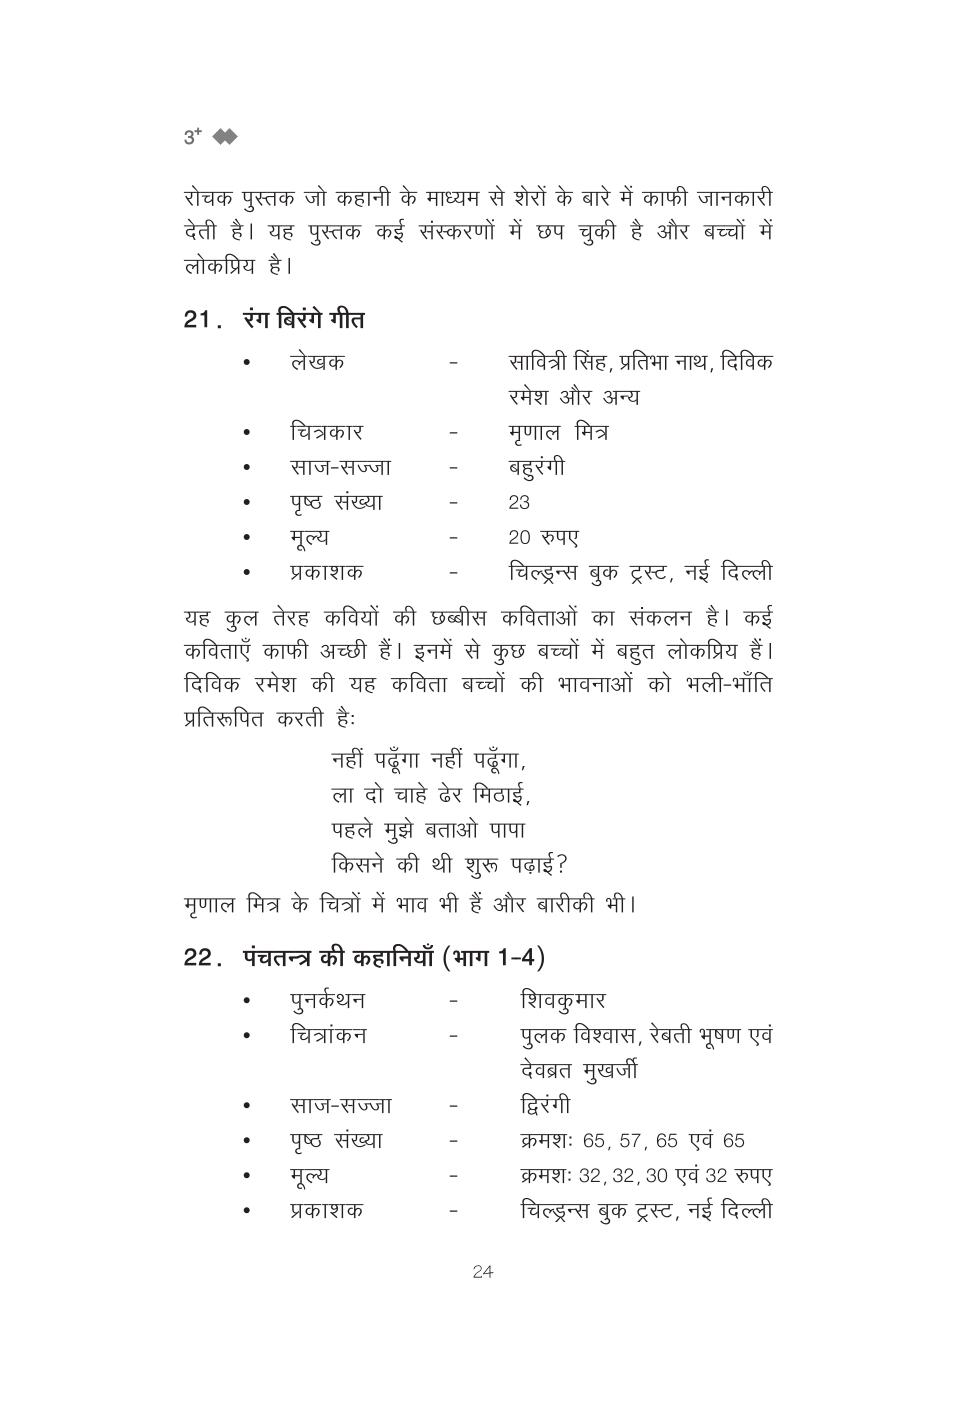 3+
रोचक पुस्तक जो कहानी के माध्यम से शेरों के बारे में काफी जानकारी
देती है। यह पुस्तक कई संस्करणों में छप चुकी है और बच्चों में
लोकप्रिय है।
21. रंग बिरंगे गीत
• लेखक - सावित्री सिंह, प्रतिभा नाथ, दिविक
रमेश और अन्य
• चित्रकार - मृणाल मित्र
• साज-सज्जा - बहुरंगी
• पृष्ठ संख्या - 23
• मूल्य - 20 रुपए
• प्रकाशक - चिल्ड्रन्स बुक ट्रस्ट, नई दिल्ली
यह कुल तेरह कवियों की छब्बीस कविताओं का संकलन है। कई
कविताएँ काफी अच्छी हैं। इनमें से कुछ बच्चों में बहुत लोकप्रिय हैं।
दिविक रमेश की यह कविता बच्चों की भावनाओं को भली-भाँति
प्रतिरूपित करती है:
नहीं पढूँगा नहीं पढूँगा,
ला दो चाहे ढेर मिठाई,
पहले मुझे बताओ पापा
किसने की थी शुरू पढ़ाई?
मृणाल मित्र के चित्रों में भाव भी हैं और बारीकी भी।
22. पंचतन्त्र की कहानियाँ (भाग 1-4)
• पुनर्कथन - शिवकुमार
• चित्रांकन - पुलक विश्वास, रेबती भूषण एवं
देवब्रत मुखर्जी
• साज-सज्जा - द्विरंगी
• पृष्ठ संख्या - क्रमशः 65, 57, 65 एवं 65
• मूल्य - क्रमशः 32, 32, 30 एवं 32 रुपए
• प्रकाशक - चिल्ड्रन्स बुक ट्रस्ट, नई दिल्ली
24